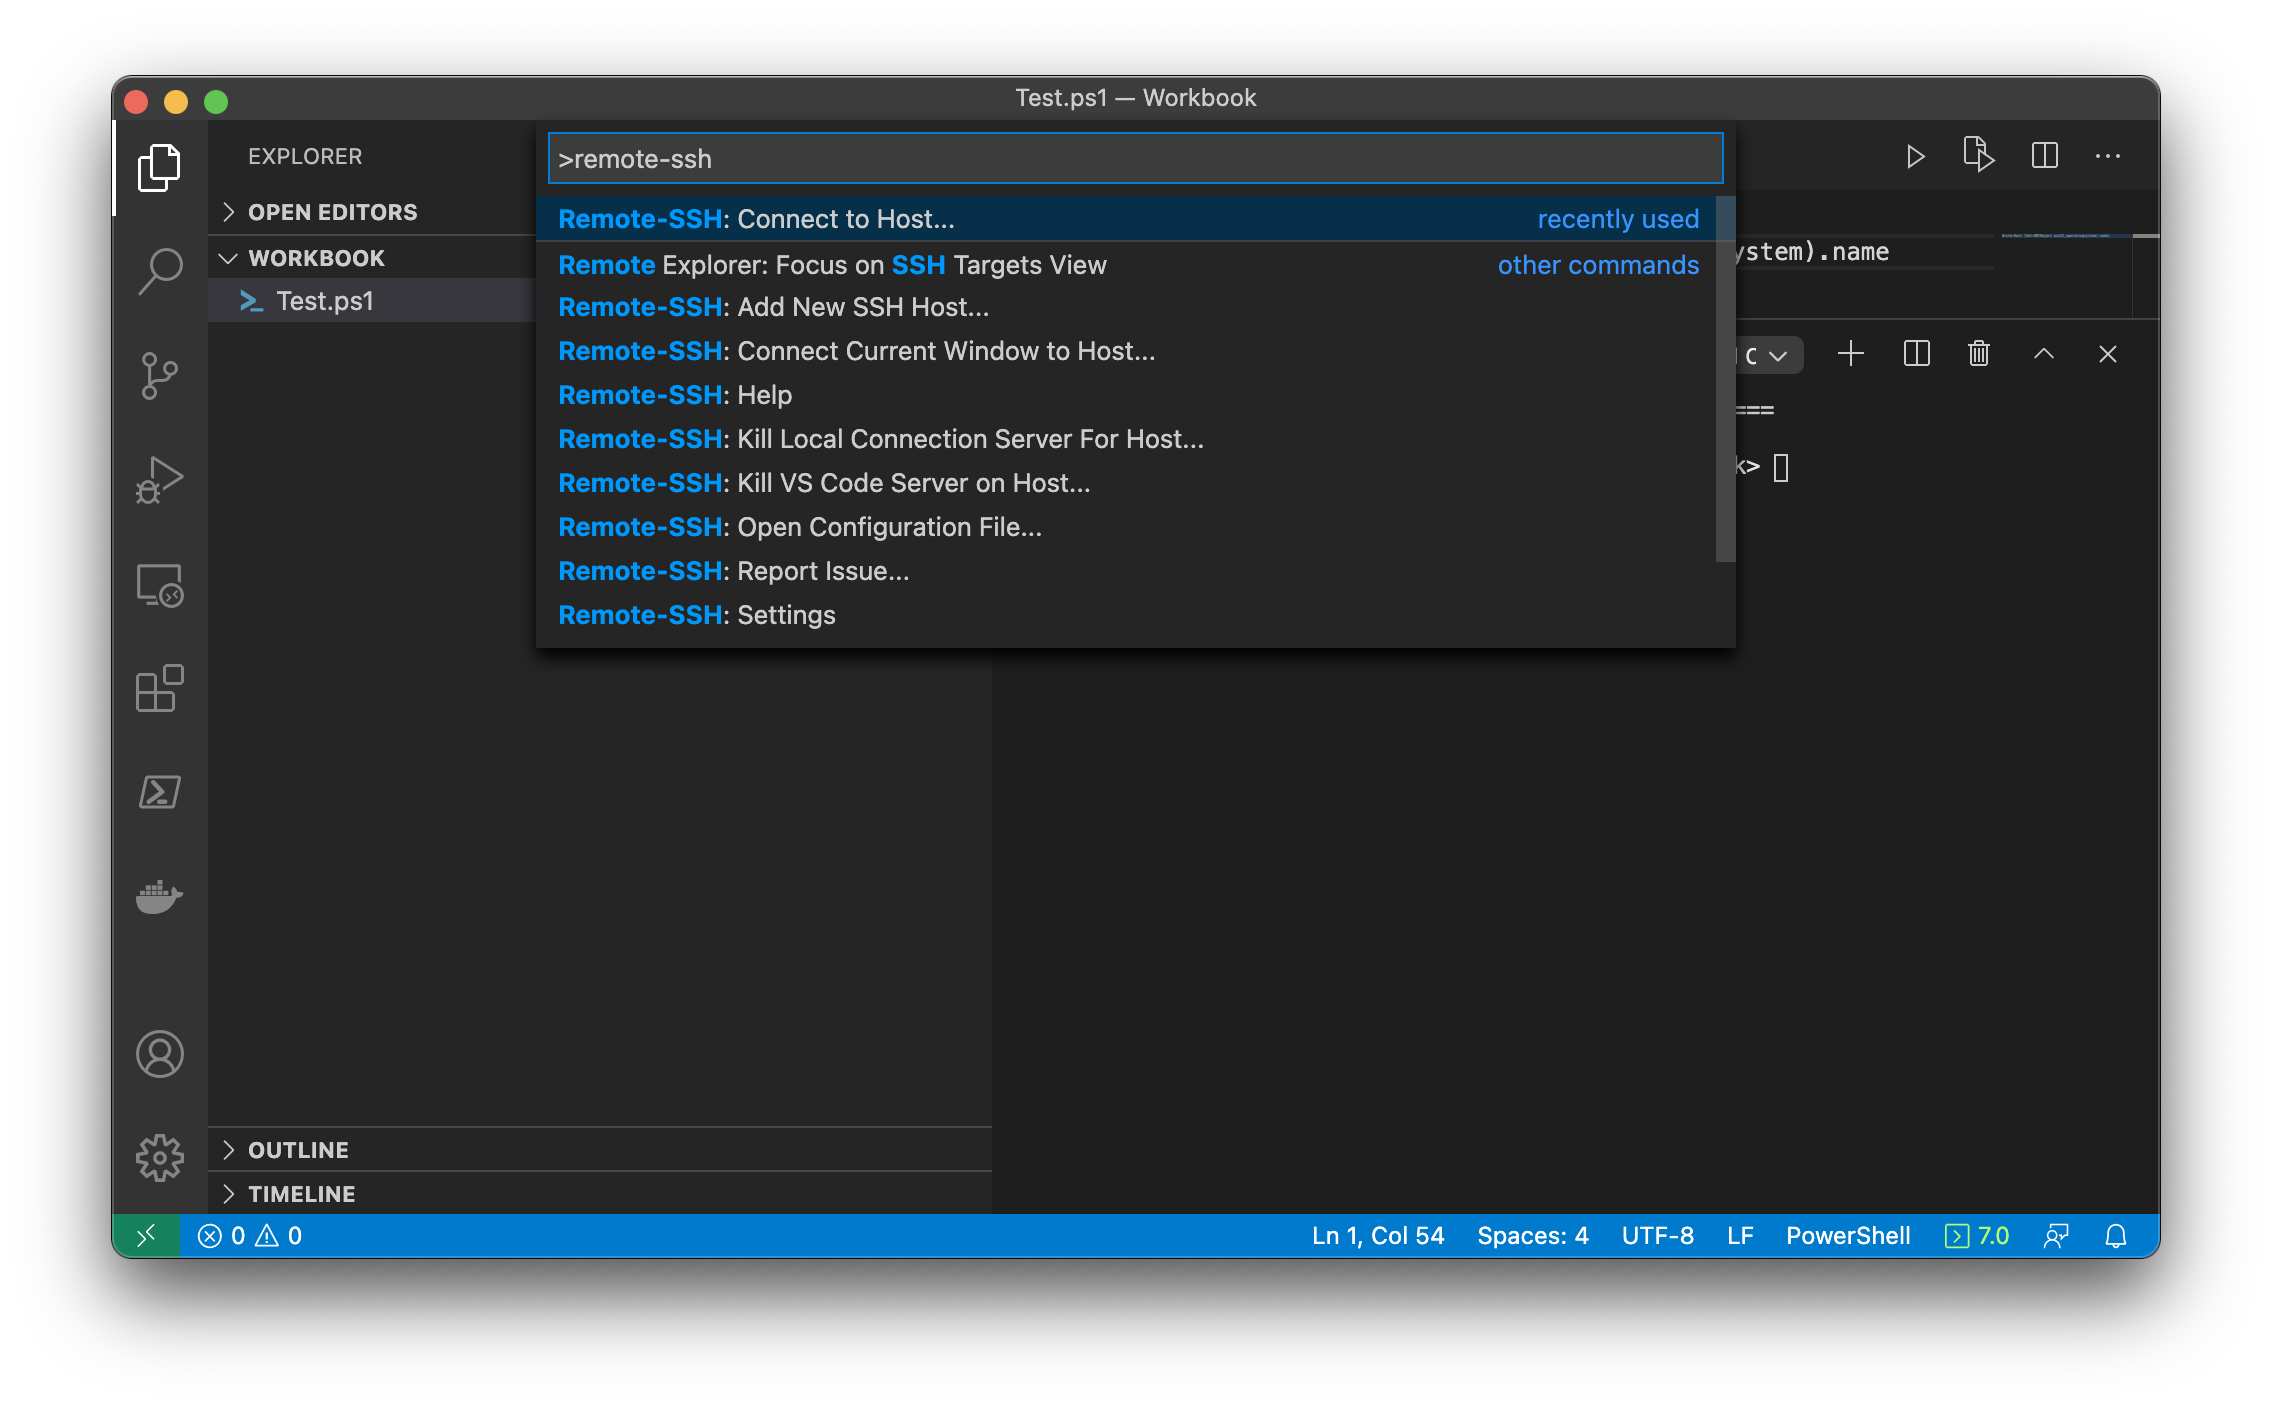 Test.ps1 — Workbook
EXPLORER
OPEN EDITORS
WORKBOOK
Test.ps1
>remote-ssh
Remote-SSH: Connect to Host... recently used
Remote Explorer: Focus on SSH Targets View other commands
Remote-SSH: Add New SSH Host...
Remote-SSH: Connect Current Window to Host...
Remote-SSH: Help
Remote-SSH: Kill Local Connection Server For Host...
Remote-SSH: Kill VS Code Server on Host...
Remote-SSH: Open Configuration File...
Remote-SSH: Report Issue...
Remote-SSH: Settings
ystem).name
C
===
k>
OUTLINE
TIMELINE
0 0 Ln 1, Col 54 Spaces: 4 UTF-8 LF PowerShell 7.0